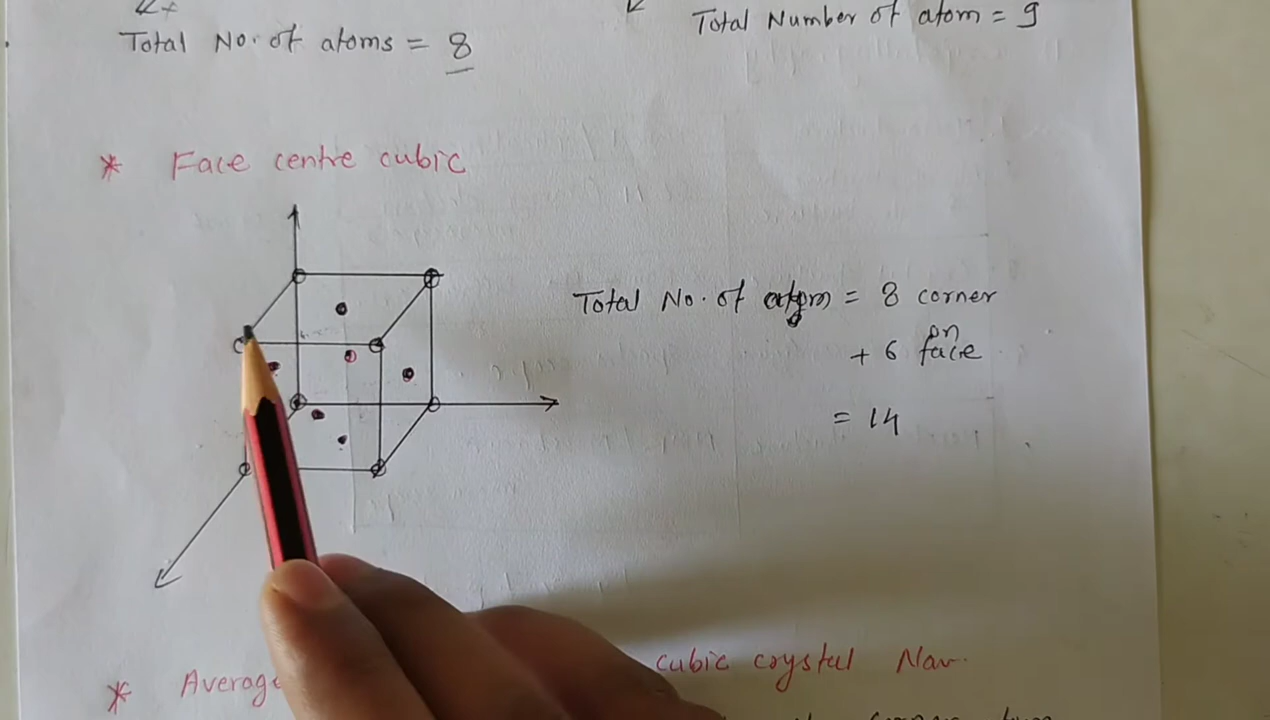 Total No. of atoms = 8
Total Number of atom = 9
* Face centre cubic
Total No. of atom = 8 corner
+ 6 on face
= 14
* Average cubic crystal Nav.